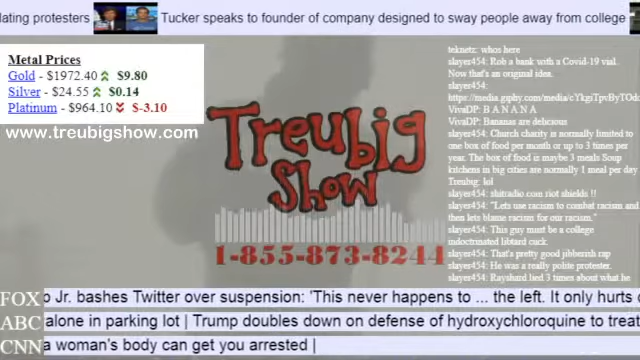 lating protesters
Tucker speaks to founder of company designed to sway people away from college
Metal Prices
Gold - $1972.40 $9.80
Silver - $24.55 $0.14
Platinum - $964.10 $-3.10
www.treubigshow.com
Treubig
Show
1-855-873-8244
teknetz: whos here
slayer454: Rob a bank with a Covid-19 vial.
Now that's an original idea.
slayer454:
VivaDP: B A N A N A
VivaDP: Bananas are delicious
slayer454: Church charity is normally limited to
one box of food per month or up to 3 times per
year. The box of food is maybe 3 meals Soup
kitchens in big cities are normally 1 meal per day
Treubig: lol
slayer454: shitradio com riot shields !!
slayer454: "Lets use racism to combat racism and
then lets blame racism for our racism."
slayer454: This guy must be a college
indoctrinated libtard cuck.
slayer454: That's pretty good jibberish rap
slayer454: He was a really polite protester.
slayer454: Rayshard lied 3 times about what he
FOX
p Jr. bashes Twitter over suspension: 'This never happens to ... the left. It only hurts
ABC
alone in parking lot | Trump doubles down on defense of hydroxychloroquine to treat
CNN
a woman's body can get you arrested |